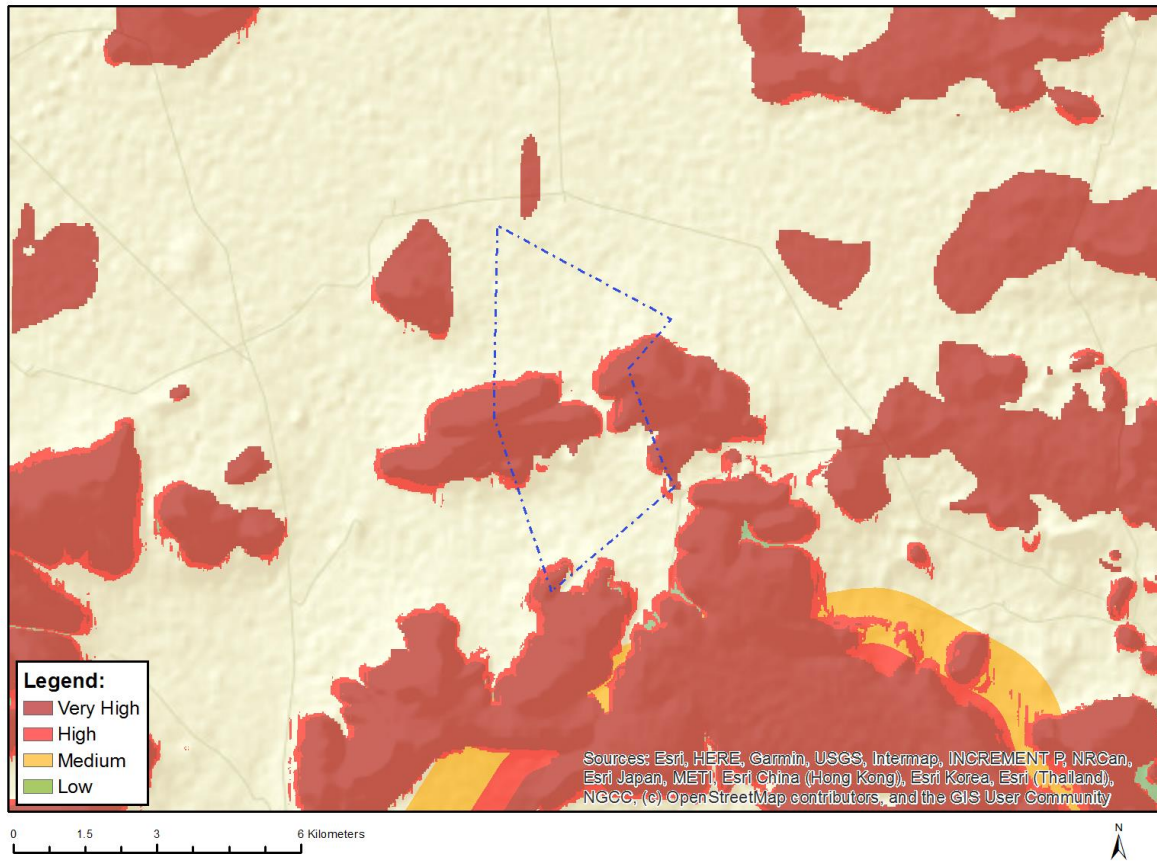 Legend:
Very High
High
Medium
Low
Sources: Esri, HERE, Garmin, USGS, Intermap, INCREMENT P, NRCan,
Esri Japan, METI, Esri China (Hong Kong), Esri Korea, Esri (Thailand),
NGCC, (c) OpenStreetMap contributors, and the GIS User Community
0 1.5 3 6 Kilometers
N